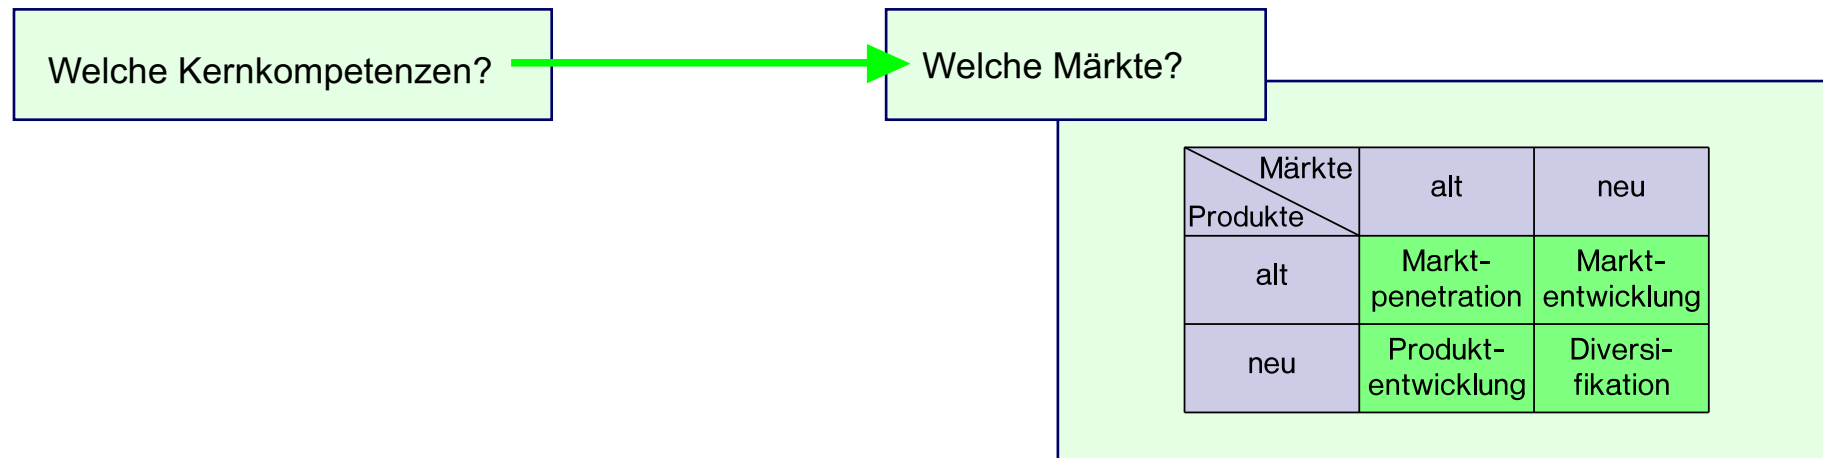 Welche Kernkompetenzen?
Welche Märkte?
Märkte
Produkte
alt
neu
alt
Markt-
penetration
Markt-
entwicklung
neu
Produkt-
entwicklung
Diversi-
fikation